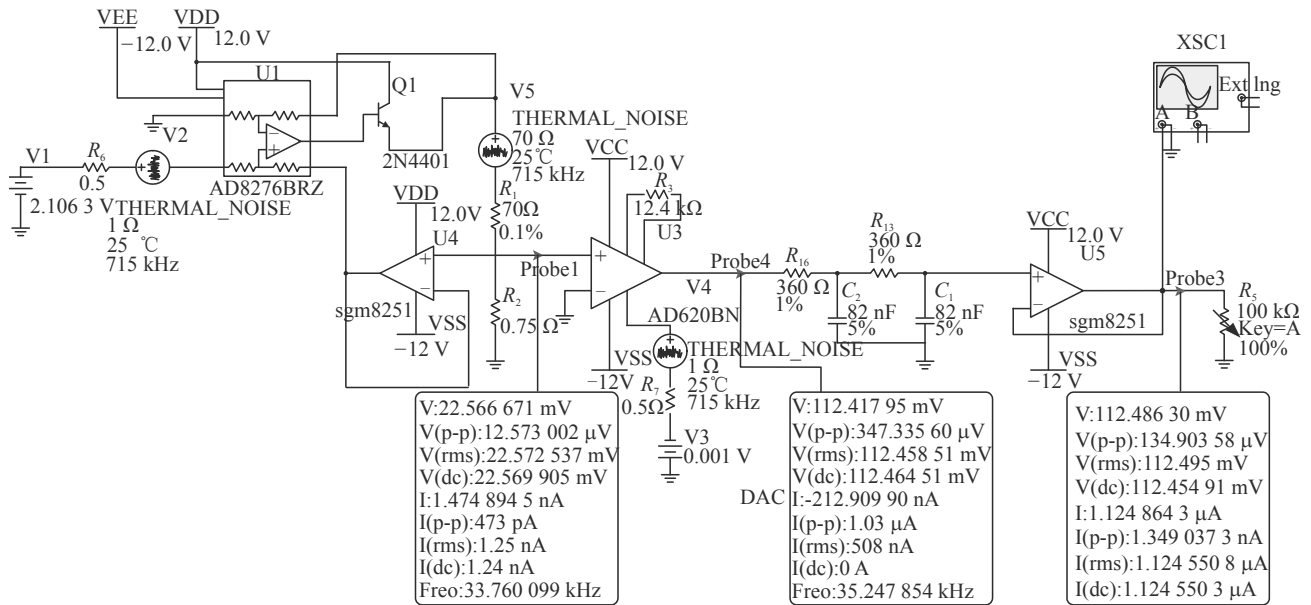 VEE
VDD
−12.0 V
12.0 V
U1
Q1
V5
XSC1
Ext lng
A
B
V2
V1
R6
0.5
2.106 3 V
THERMAL_NOISE
1 Ω
25 ℃
715 kHz
AD8276BRZ
2N4401
THERMAL_NOISE
70 Ω
25℃
715 kHz
R1
70Ω
0.1%
VDD
12.0V
U4
sgm8251
VSS
−12 V
R2
0.75 Ω
Probe1
VCC
12.0 V
R3
12.4 kΩ
U3
AD620BN
VSS
−12V
THERMAL_NOISE
1 Ω
25℃
715 kHz
R7
0.5Ω
V3
0.001 V
Probe4
V4
R16
360 Ω
1%
R13
360 Ω
1%
C2
82 nF
5%
C1
82 nF
5%
VCC
12.0 V
U5
sgm8251
VSS
−12 V
Probe3
R5
100 kΩ
Key=A
100%
V:22.566 671 mV
V(p-p):12.573 002 μV
V(rms):22.572 537 mV
V(dc):22.569 905 mV
I:1.474 894 5 nA
I(p-p):473 pA
I(rms):1.25 nA
I(dc):1.24 nA
Freo:33.760 099 kHz
DAC
V:112.417 95 mV
V(p-p):347.335 60 μV
V(rms):112.458 51 mV
V(dc):112.464 51 mV
I:-212.909 90 nA
I(p-p):1.03 μA
I(rms):508 nA
I(dc):0 A
Freo:35.247 854 kHz
V:112.486 30 mV
V(p-p):134.903 58 μV
V(rms):112.495 mV
V(dc):112.454 91 mV
I:1.124 864 3 μA
I(p-p):1.349 037 3 nA
I(rms):1.124 550 8 μA
I(dc):1.124 550 3 μA